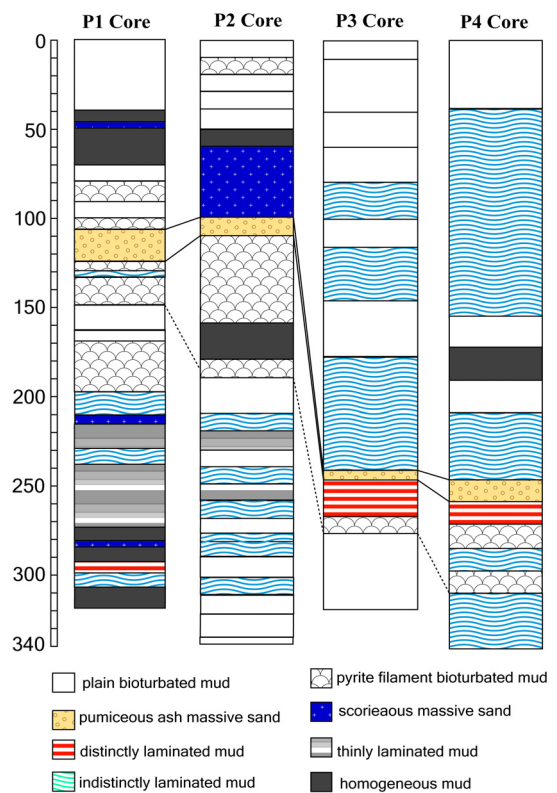 P1 Core P2 Core P3 Core P4 Core
0
50
100
150
200
250
300
340
plain bioturbated mud
pyrite filament bioturbated mud
pumiceous ash massive sand
scorieaous massive sand
distinctly laminated mud
thinly laminated mud
indistinctly laminated mud
homogeneous mud